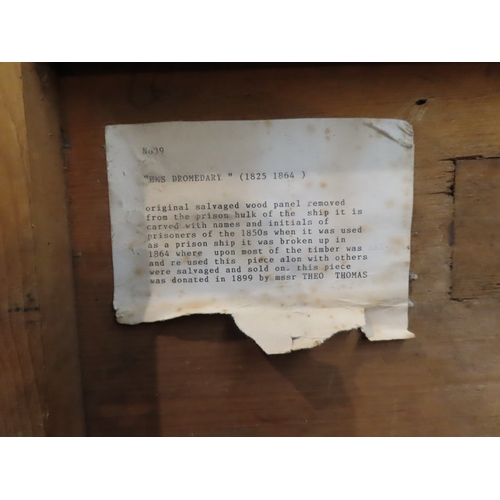 8839
"HMS DROMEDARY " (1825 1864 )
original salvaged wood panel removed
from the prison hulk of the ship it is
carved with names and initials of
prisoners of the 1850s when it was used
as a prison ship it was broken up in
1864 where upon most of the timber was
and re used this piece alon with others
were salvaged and sold on. this piece
was donated in 1899 by mssr THEO THOMAS